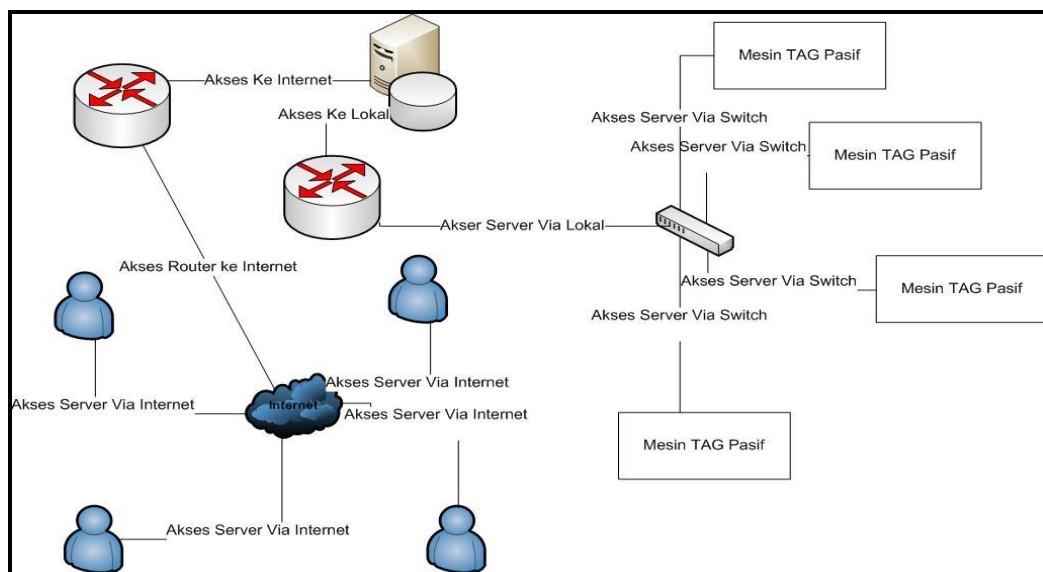 Mesin TAG Pasif
Akses Ke Internet
Akses Ke Lokal
Akses Server Via Switch
Akses Server Via Switch
Mesin TAG Pasif
Akser Server Via Lokal
Akses Router ke Internet
Akses Server Via Switch
Mesin TAG Pasif
Akses Server Via Switch
Akses Server Via Internet
Akses Server Via Internet
Internet
Akses Server Via Internet
Mesin TAG Pasif
Akses Server Via Internet